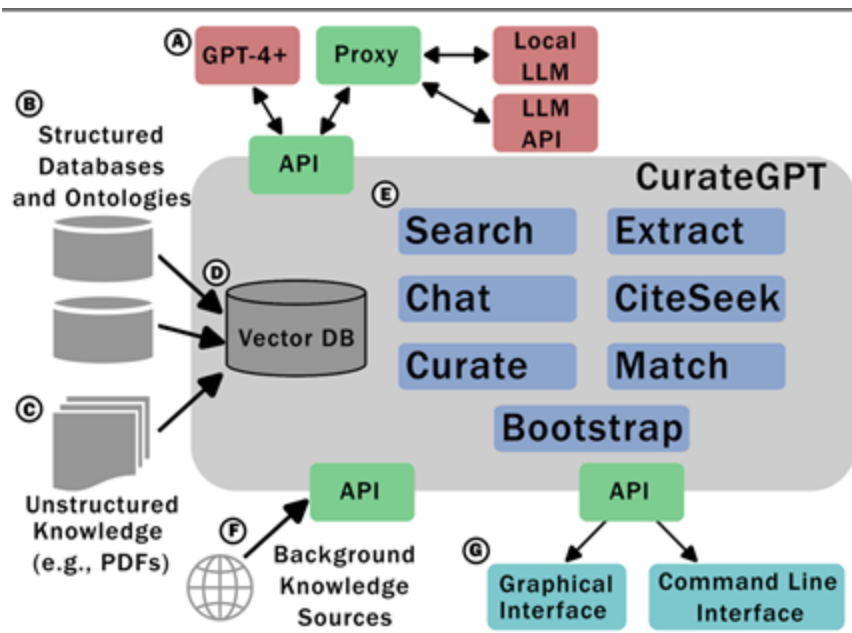 Ⓐ
GPT-4+
Proxy
Local
LLM
LLM
API
Ⓑ
Structured
Databases
and Ontologies
API
CurateGPT
Ⓔ
Search
Extract
Chat
CiteSeek
Curate
Match
Bootstrap
Ⓓ
Vector DB
Ⓒ
Unstructured
Knowledge
(e.g., PDFs)
API
API
Ⓕ
Background
Knowledge
Sources
Ⓖ
Graphical
Interface
Command Line
Interface